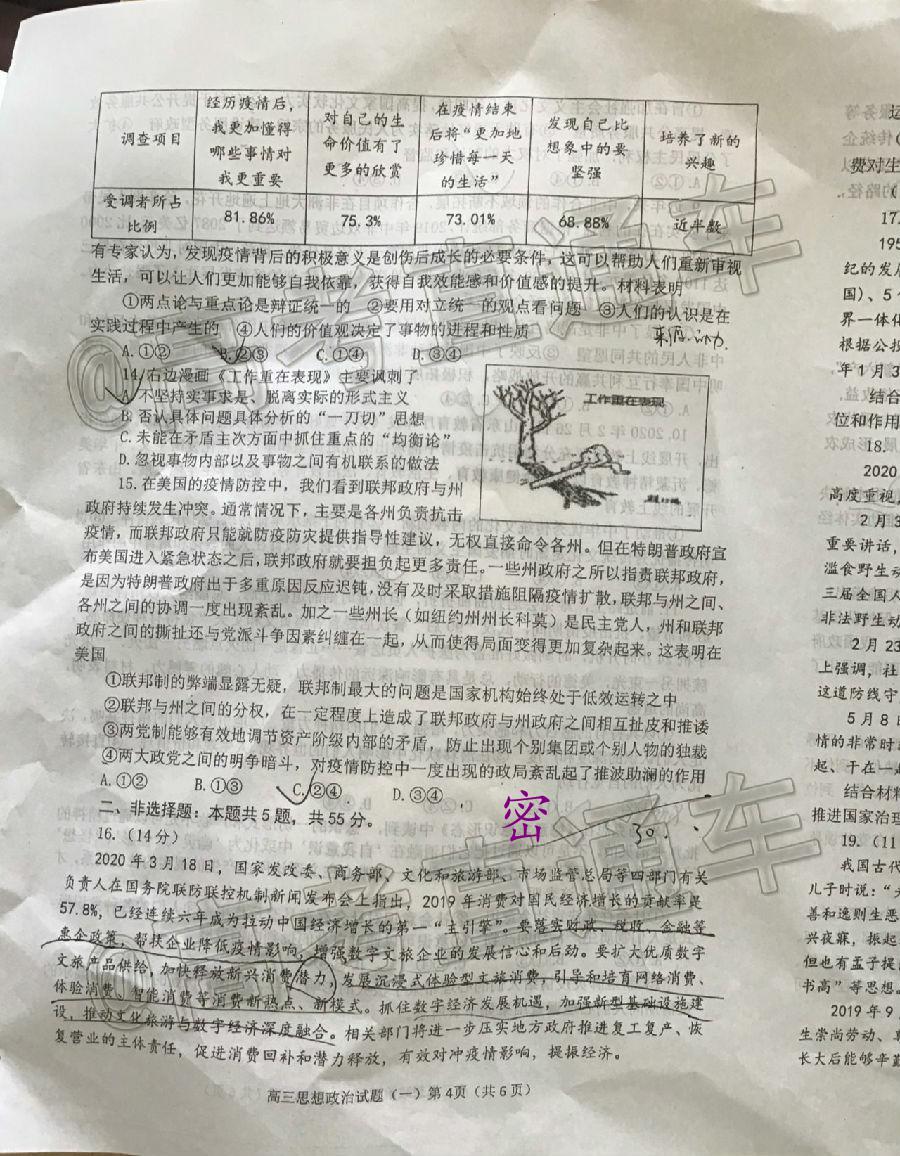 调查项目 经历疫情后,我更加懂得哪些事情对我更重要 对自己的生命价值有了更多的欣赏 在疫情结束后将“更加地珍惜每一天的生活” 发现自己比想象中的要坚强 培养了新的兴趣
受调者所占比例 81.86% 75.3% 73.01% 68.88% 近半数
有专家认为,发现疫情背后的积极意义是创伤后成长的必要条件,这可以帮助人们重新审视
生活,可以让人们更加能够自我依靠,获得自我效能感和价值感的提升。材料表明
①两点论与重点论是辩证统一的 ②要用对立统一的观点看问题 ③人们的认识是在
实践过程中产生的 ④人们的价值观决定了事物的进程和性质
A.①② B.②③ C.①④ D.③④
14.右边漫画《工作重在表现》主要讽刺了
A.不坚持实事求是、脱离实际的形式主义
B.否认具体问题具体分析的“一刀切”思想
C.未能在矛盾主次方面中抓住重点的“均衡论”
D.忽视事物内部以及事物之间有机联系的做法
工作重在表现
15.在美国的疫情防控中,我们看到联邦政府与州
政府持续发生冲突。通常情况下,主要是各州负责抗击
疫情,而联邦政府只能就防疫防灾提供指导性建议,无权直接命令各州。但在特朗普政府宣
布美国进入紧急状态之后,联邦政府就要担负起更多责任。一些州政府之所以指责联邦政府,
是因为特朗普政府出于多重原因反应迟钝,没有及时采取措施阻隔疫情扩散,联邦与州之间、
各州之间的协调一度出现紊乱。加之一些州长(如纽约州州长科莫)是民主党人,州和联邦
政府之间的撕扯还与党派斗争因素纠缠在一起,从而使得局面变得更加复杂起来。这表明在
美国
①联邦制的弊端显露无疑,联邦制最大的问题是国家机构始终处于低效运转之中
②联邦与州之间的分权,在一定程度上造成了联邦政府与州政府之间相互扯皮和推诿
③两党制能够有效地调节资产阶级内部的矛盾,防止出现个别集团或个别人物的独裁
④两大政党之间的明争暗斗,对疫情防控中一度出现的政局紊乱起了推波助澜的作用
A.①② B.①③ C.②④ D.③④
二、非选择题:本题共5题,共55分。
密
30.
16.(14分)
2020年3月18日,国家发改委、商务部、文化和旅游部、市场监管总局等四部门有关
负责人在国务院联防联控机制新闻发布会上指出,2019年消费对国民经济增长的贡献率是
57.8%,已经连续六年成为拉动中国经济增长的第一“主引擎”。要落实财政、税收、金融等
惠企政策,帮扶企业降低疫情影响,增强数字文旅企业的发展信心和后劲。要扩大优质数字
文旅产品供给,加快释放新兴消费潜力,发展沉浸式体验型文旅消费,引导和培育网络消费、
体验消费、智能消费等消费新热点、新模式。抓住数字经济发展机遇,加强新型基础设施建
设,推动文化旅游与数字经济深度融合。相关部门将进一步压实地方政府推进复工复产、恢
复营业的主体责任,促进消费回补和潜力释放,有效对冲疫情影响,提振经济。
高三思想政治试题(一)第4页(共6页)
服务等
传统企
费对生
的路径,
17.
195
纪的发展
国)、5个
界一体化
根据公投
年1月3
结合
位和作用
18.
2020
高度重视
2月3
重要讲话,
滥食野生动
三届全国人
非法野生动
2月23
上强调,社
这道防线守
5月8
情的非常时
起、干在一
结合材料
推进国家治理
19.(11
我国古代
儿子时说:“
善和逸则生恶
兴夜寐,振起
但也有孟子提
书高”等思想。
2019年9月
生崇尚劳动、
长大后能够辛勤
@高考直通车
@高考直通车